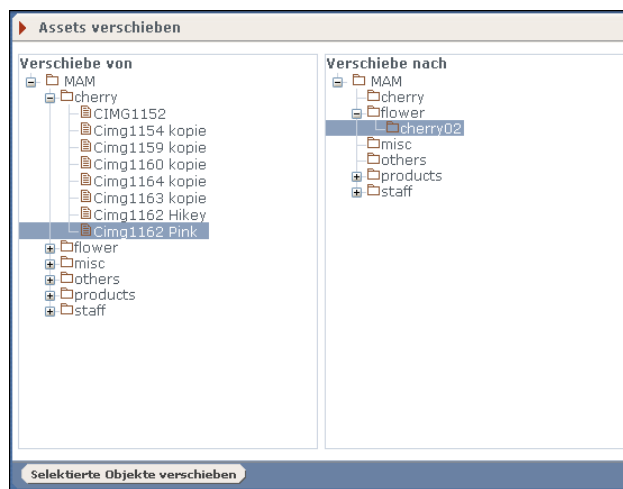 Assets verschieben
Verschiebe von
MAM
cherry
CIMG1152
Cimg1154 kopie
Cimg1159 kopie
Cimg1160 kopie
Cimg1164 kopie
Cimg1163 kopie
Cimg1162 Hikey
Cimg1162 Pink
flower
misc
others
products
staff
Verschiebe nach
MAM
cherry
flower
cherry02
misc
others
products
staff
Selektierte Objekte verschieben